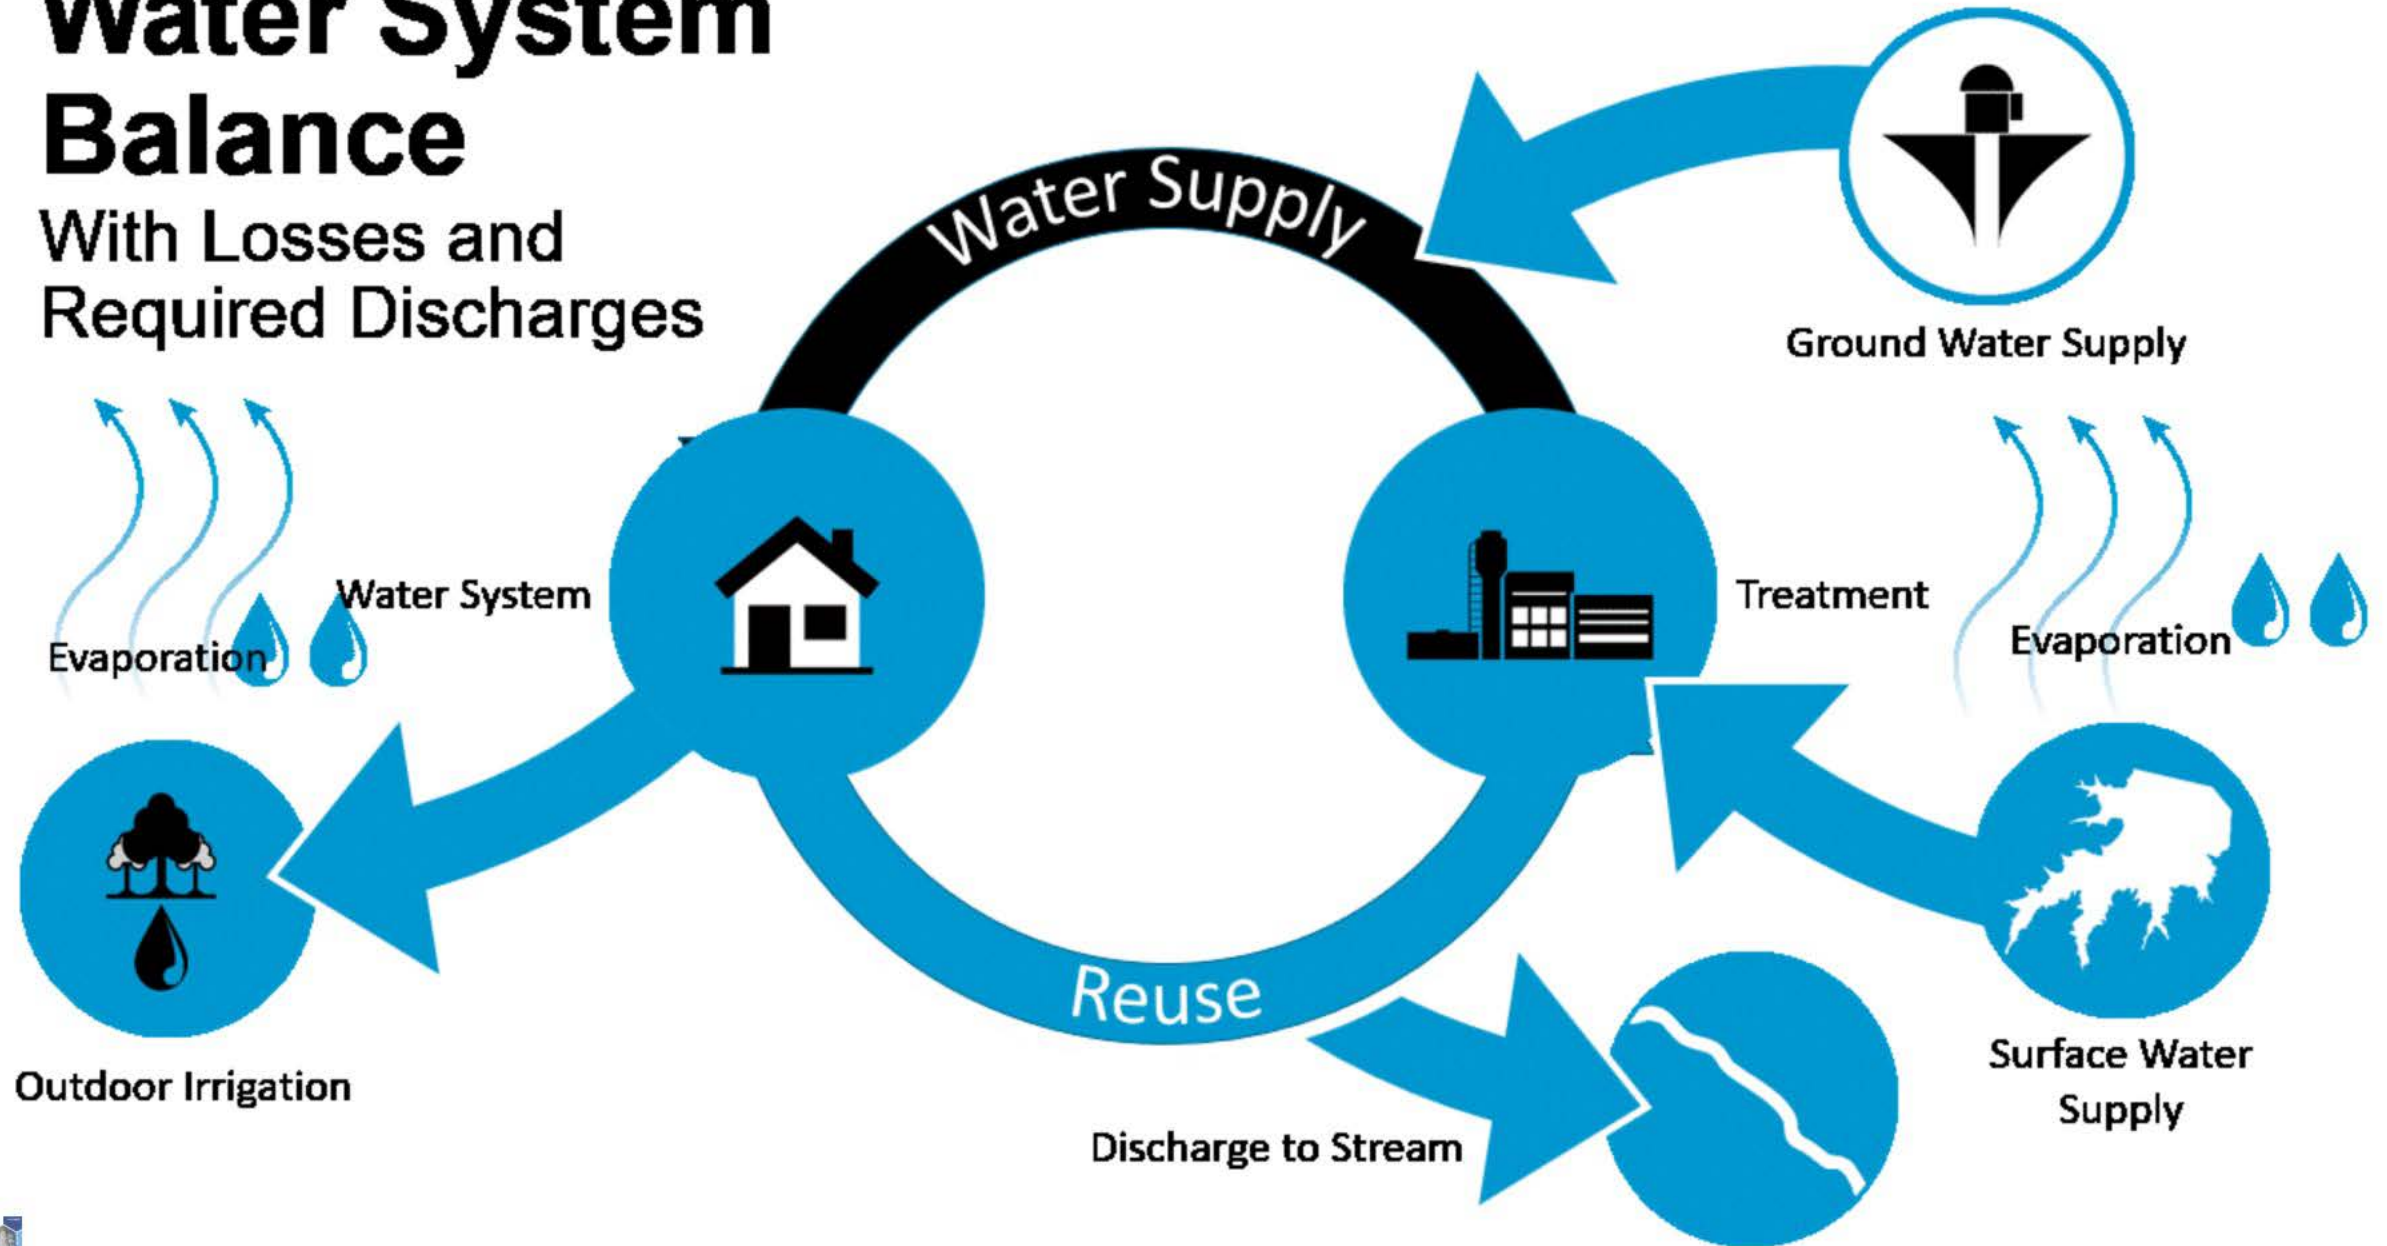 Water System
Balance
With Losses and
Required Discharges
Water Supply
Ground Water Supply
Water System
Evaporation
Treatment
Evaporation
Outdoor Irrigation
Reuse
Discharge to Stream
Surface Water
Supply